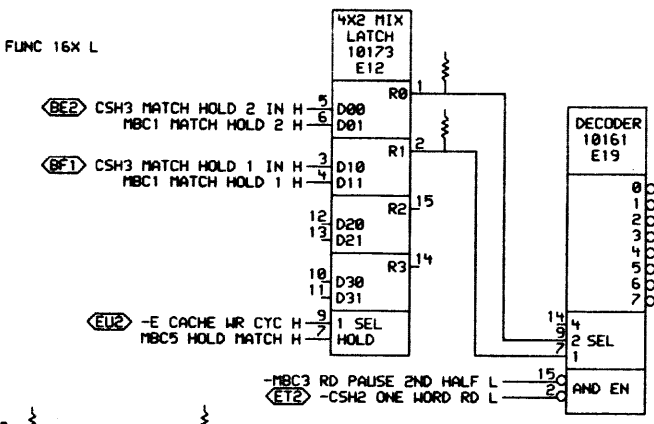 FUNC 16X L
4X2 MIX
LATCH
10173
E12
R0 1
BE2 CSH3 MATCH HOLD 2 IN H 5 D00
MBC1 MATCH HOLD 2 H 6 D01
R1 2
BF1 CSH3 MATCH HOLD 1 IN H 3 D10
MBC1 MATCH HOLD 1 H 4 D11
R2 15
12 D20
13 D21
R3 14
10 D30
11 D31
EU2 -E CACHE WR CYC H 9 1 SEL
MBC5 HOLD MATCH H 7 HOLD
DECODER
10161
E19
0
1
2
3
4
5
6
7
14 4
9 2 SEL
7 1
-MBC3 RD PAUSE 2ND HALF L 15
ET2 -CSH2 ONE WORD RD L 2 AND EN